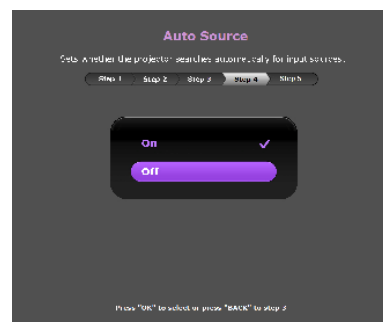 Auto Source
Sets whether the projector searches automatically for input sources.
Step 1 Step 2 Step 3 Step 4 Step 5
On
Off
Press "OK" to select or press "BACK" to step 3